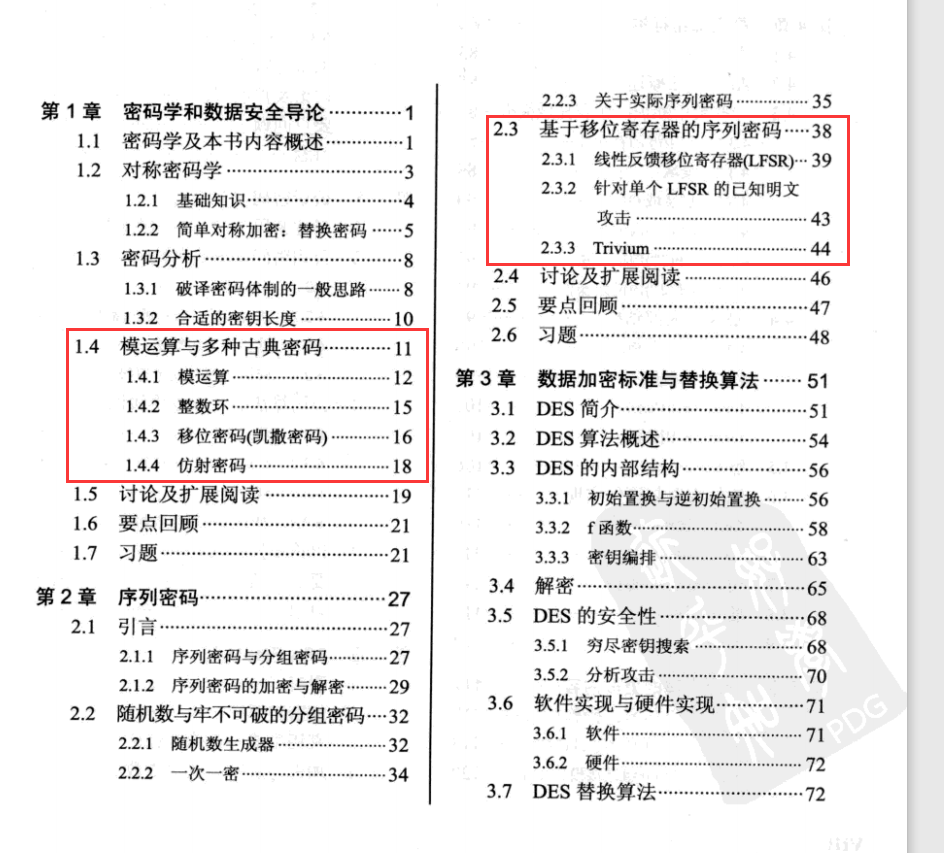 第 1 章 密码学和数据安全导论 ············ 1
1.1 密码学及本书内容概述 ············ 1
1.2 对称密码学 ············ 3
1.2.1 基础知识 ············ 4
1.2.2 简单对称加密：替换密码 ······ 5
1.3 密码分析 ············ 8
1.3.1 破译密码体制的一般思路 ······ 8
1.3.2 合适的密钥长度 ············ 10
1.4 模运算与多种古典密码 ············ 11
1.4.1 模运算 ············ 12
1.4.2 整数环 ············ 15
1.4.3 移位密码(凯撒密码) ············ 16
1.4.4 仿射密码 ············ 18
1.5 讨论及扩展阅读 ············ 19
1.6 要点回顾 ············ 21
1.7 习题 ············ 21
第 2 章 序列密码 ············ 27
2.1 引言 ············ 27
2.1.1 序列密码与分组密码 ············ 27
2.1.2 序列密码的加密与解密 ········· 29
2.2 随机数与牢不可破的分组密码 ··· 32
2.2.1 随机数生成器 ············ 32
2.2.2 一次一密 ············ 34
2.2.3 关于实际序列密码 ············ 35
2.3 基于移位寄存器的序列密码 ····· 38
2.3.1 线性反馈移位寄存器(LFSR) ··· 39
2.3.2 针对单个 LFSR 的已知明文
攻击 ············ 43
2.3.3 Trivium ············ 44
2.4 讨论及扩展阅读 ············ 46
2.5 要点回顾 ············ 47
2.6 习题 ············ 48
第 3 章 数据加密标准与替换算法 ······· 51
3.1 DES 简介 ············ 51
3.2 DES 算法概述 ············ 54
3.3 DES 的内部结构 ············ 56
3.3.1 初始置换与逆初始置换 ········ 56
3.3.2 f 函数 ············ 58
3.3.3 密钥编排 ············ 63
3.4 解密 ············ 65
3.5 DES 的安全性 ············ 68
3.5.1 穷尽密钥搜索 ············ 68
3.5.2 分析攻击 ············ 70
3.6 软件实现与硬件实现 ············ 71
3.6.1 软件 ············ 71
3.6.2 硬件 ············ 72
3.7 DES 替换算法 ············ 72
PDG